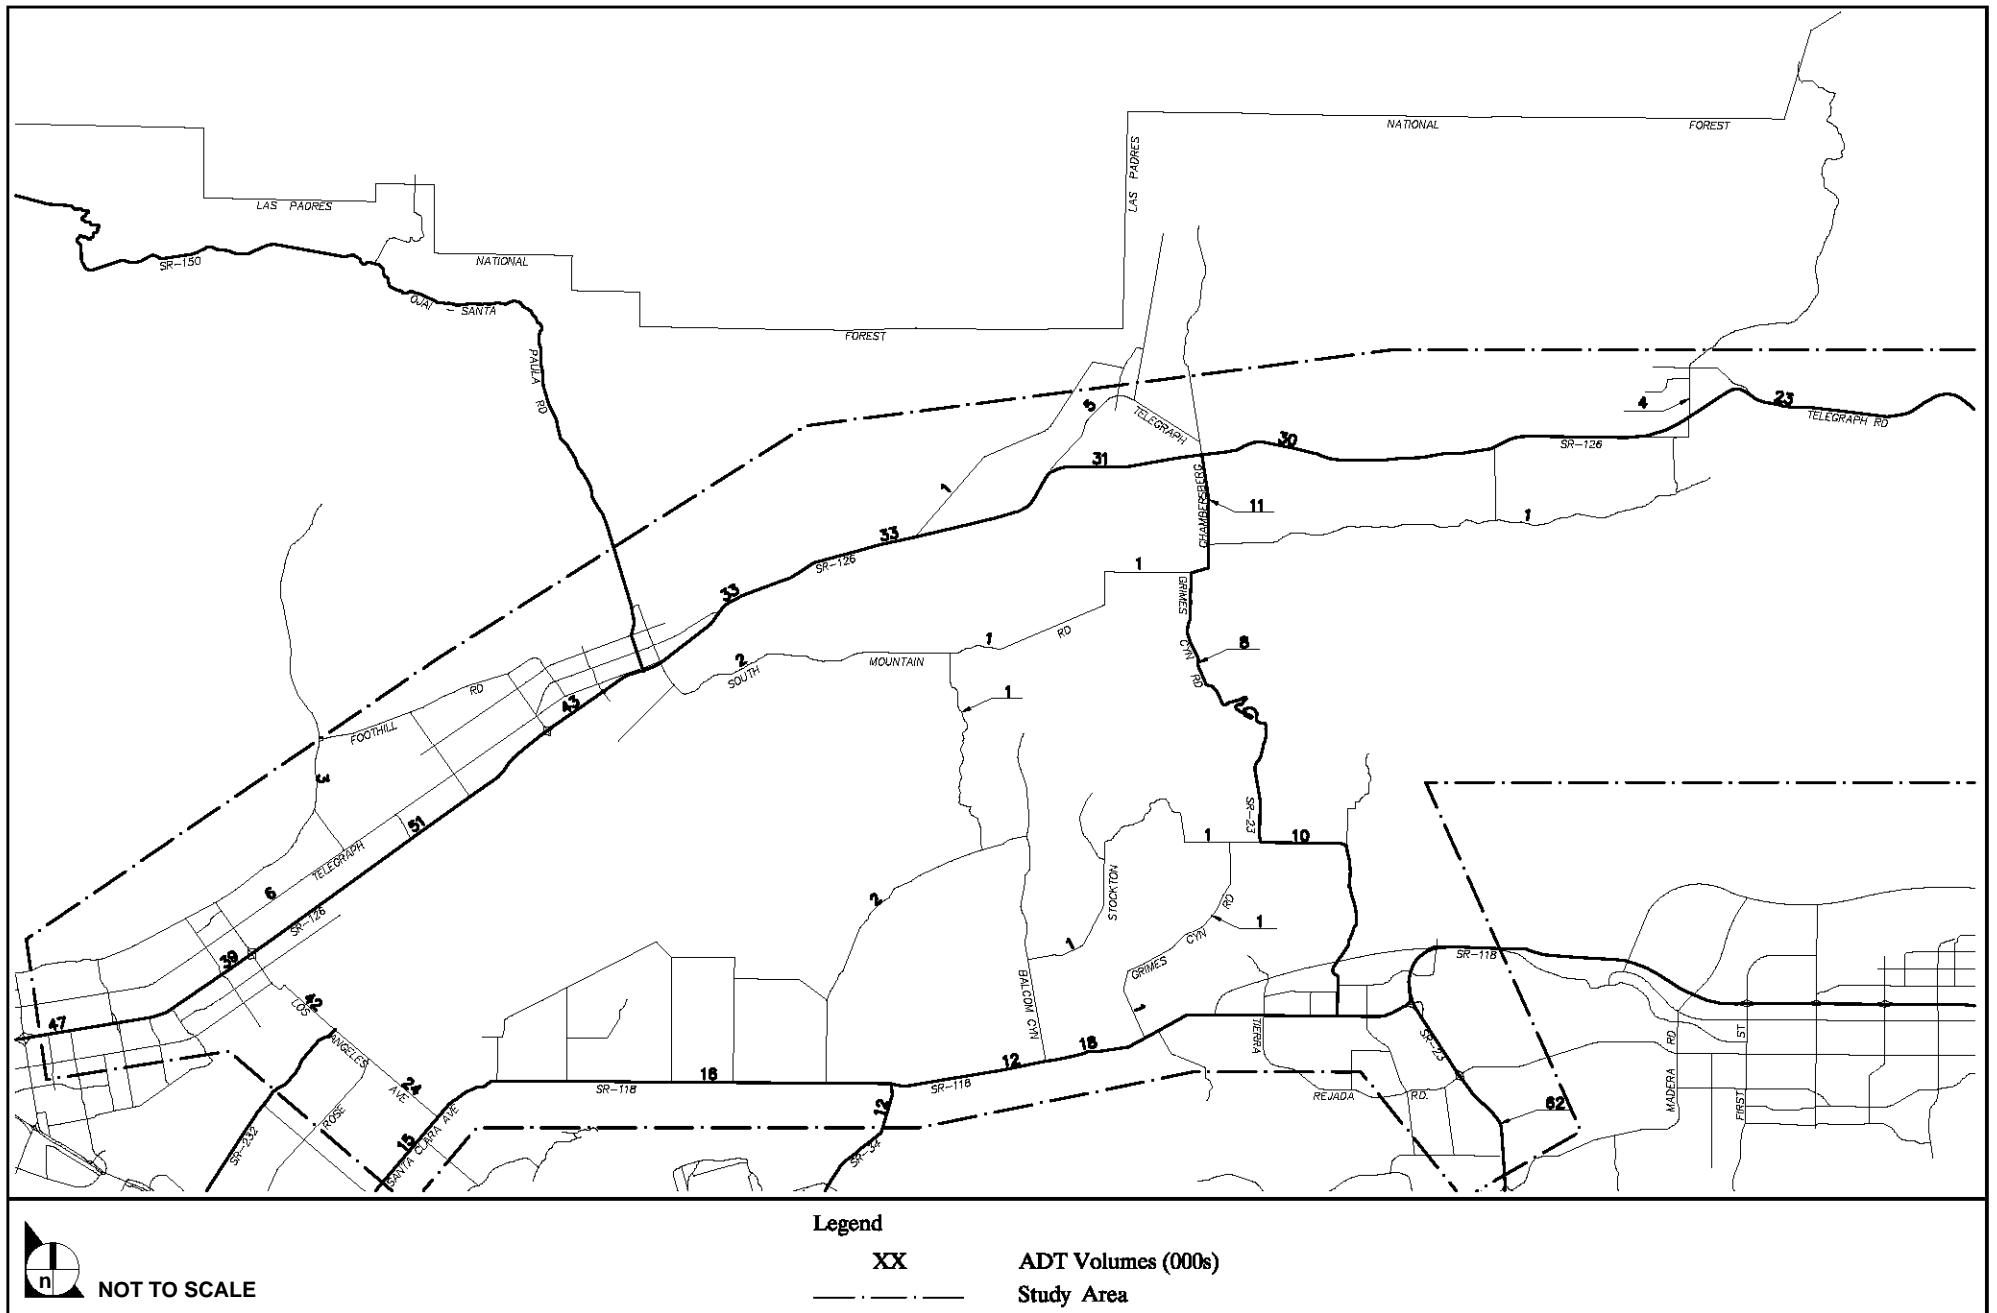 NATIONAL
FOREST
LAS PADRES
LAS PADRES
SR-150
NATIONAL
OJAI - SANTA
PAULA RD
FOREST
5
TELEGRAPH
4
23
TELEGRAPH RD
30
SR-126
31
1
CHAMBERSBERG
11
1
33
SR-126
33
1
GRIMES CYN RD
8
1
RD
MOUNTAIN
2
SOUTH
1
RD
FOOTHILL
43
3
51
TELEGRAPH
6
SR-126
39
SR-23
10
1
STOCKTON
2
1
RD
1
CYN
GRIMES
1
BALCOM CYN
SR-118
47
LOS
ANGELES
AVE
24
ROSE
SR-232
15
SANTA CLARA AVE
SR-118
12
SR-34
SR-118
12
18
TIERRA
REJADA
RD.
SR-23
62
MADERA
RD
FIRST
ST
NOT TO SCALE
Legend
XX ADT Volumes (000s)
Study Area
n